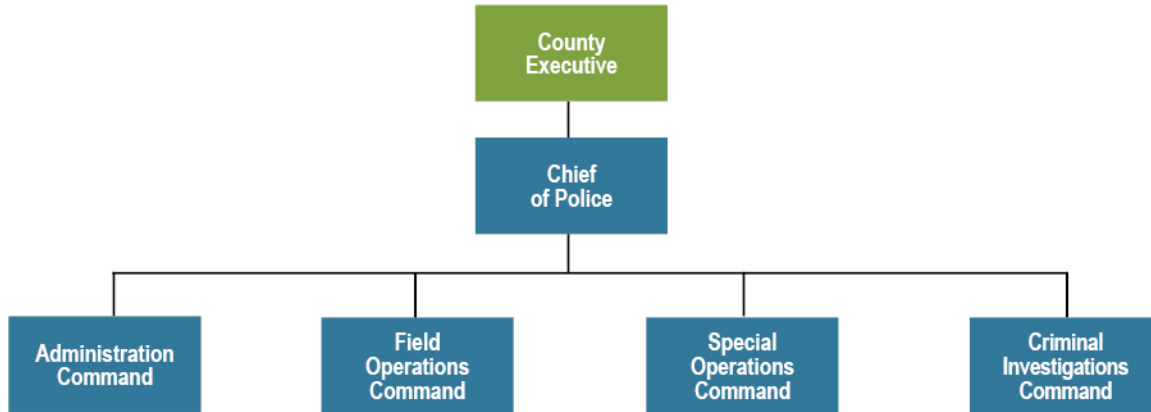 County
Executive
Chief
of Police
Administration
Command
Field
Operations
Command
Special
Operations
Command
Criminal
Investigations
Command